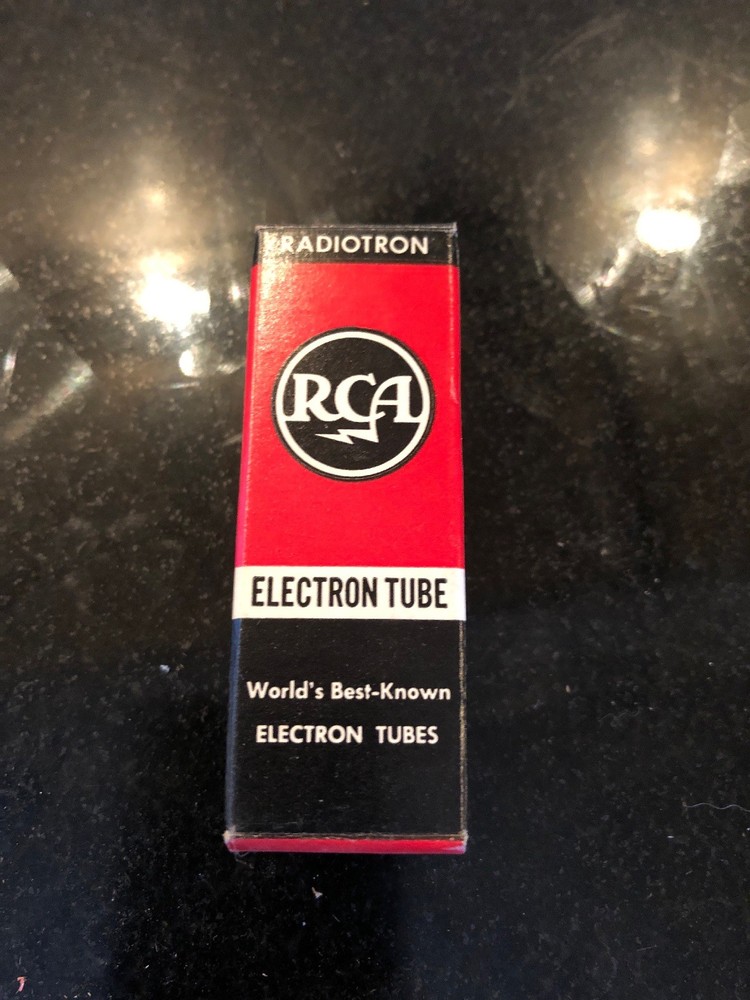 RADIOTRON
RCA
ELECTRON TUBE
World's Best-Known
ELECTRON TUBES